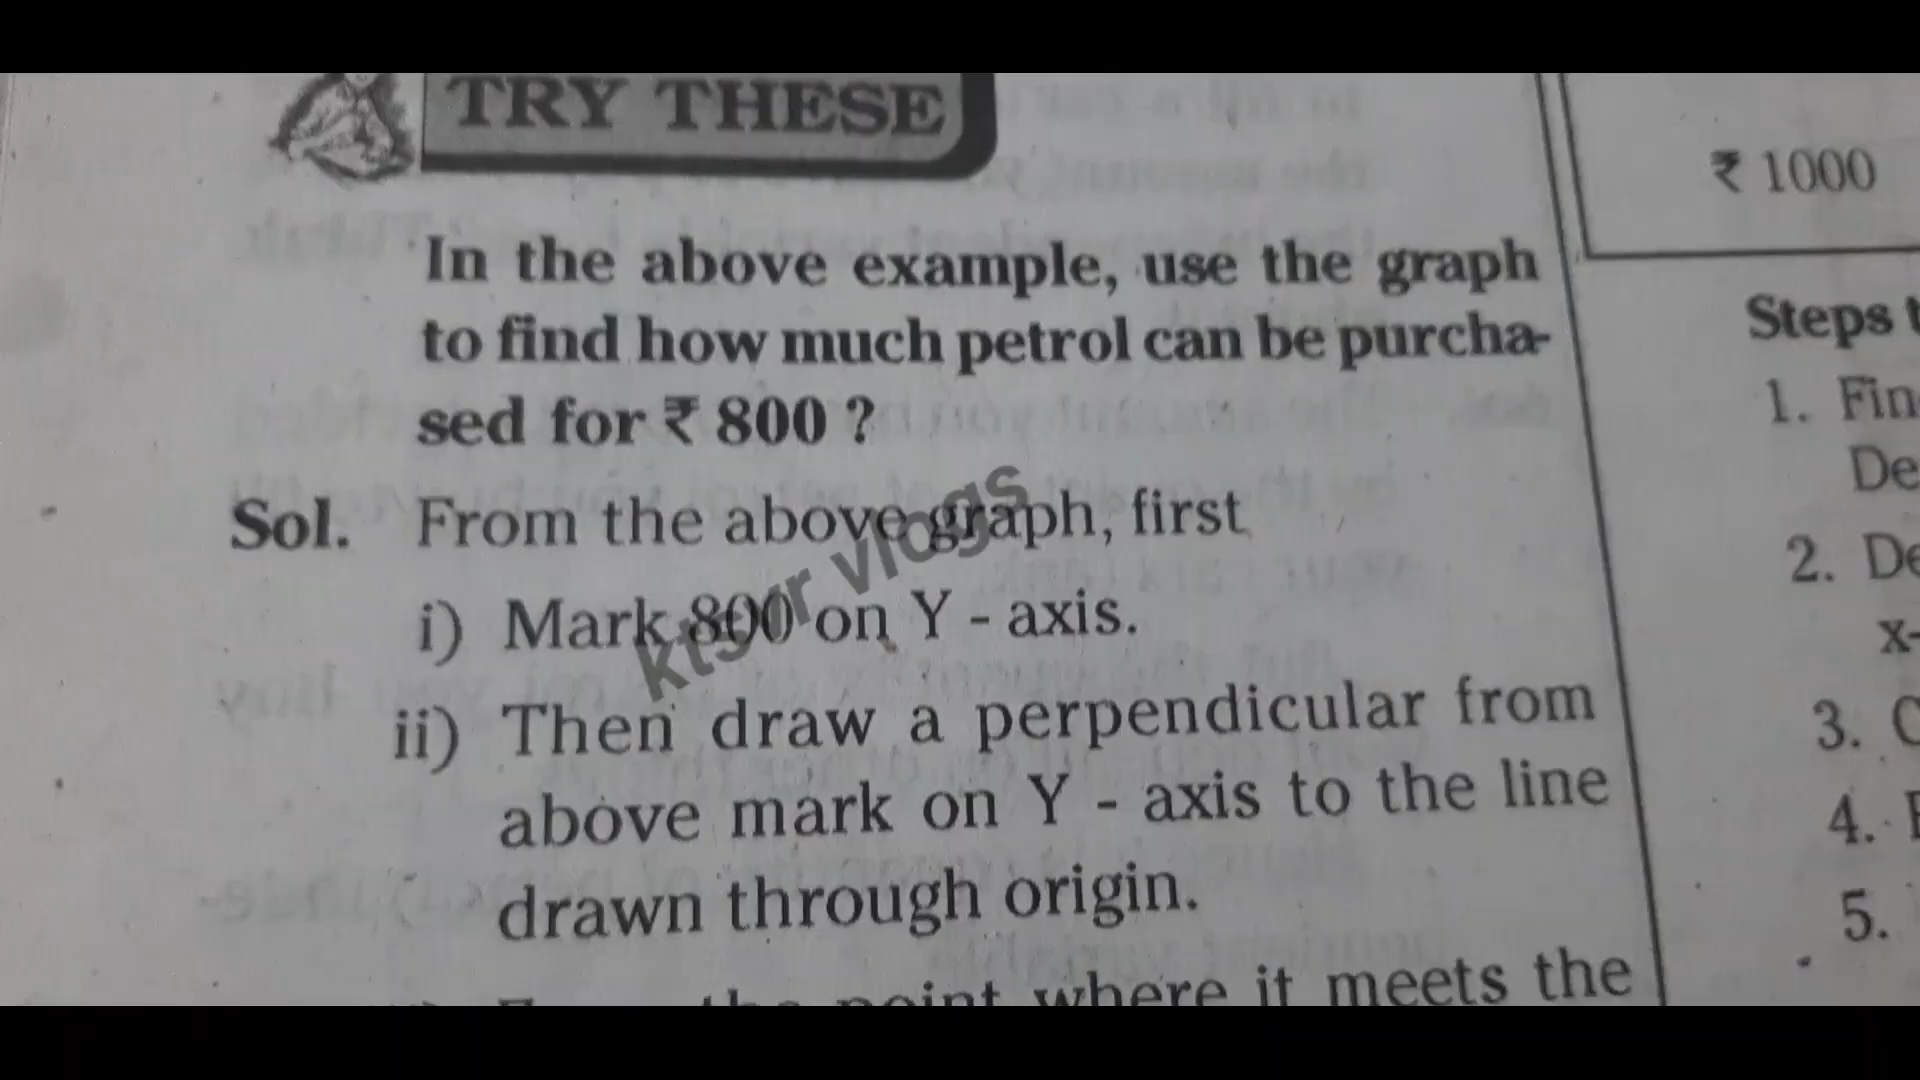 TRY THESE
In the above example, use the graph
to find how much petrol can be purcha-
sed for ₹ 800 ?
Sol. From the above graph, first
i) Mark 800 on Y - axis.
ii) Then draw a perpendicular from
above mark on Y - axis to the line
drawn through origin.
point where it meets the
ktsgr vlogs
₹ 1000
Steps
1. Fin
De
2. De
x-
3.
4.
5.